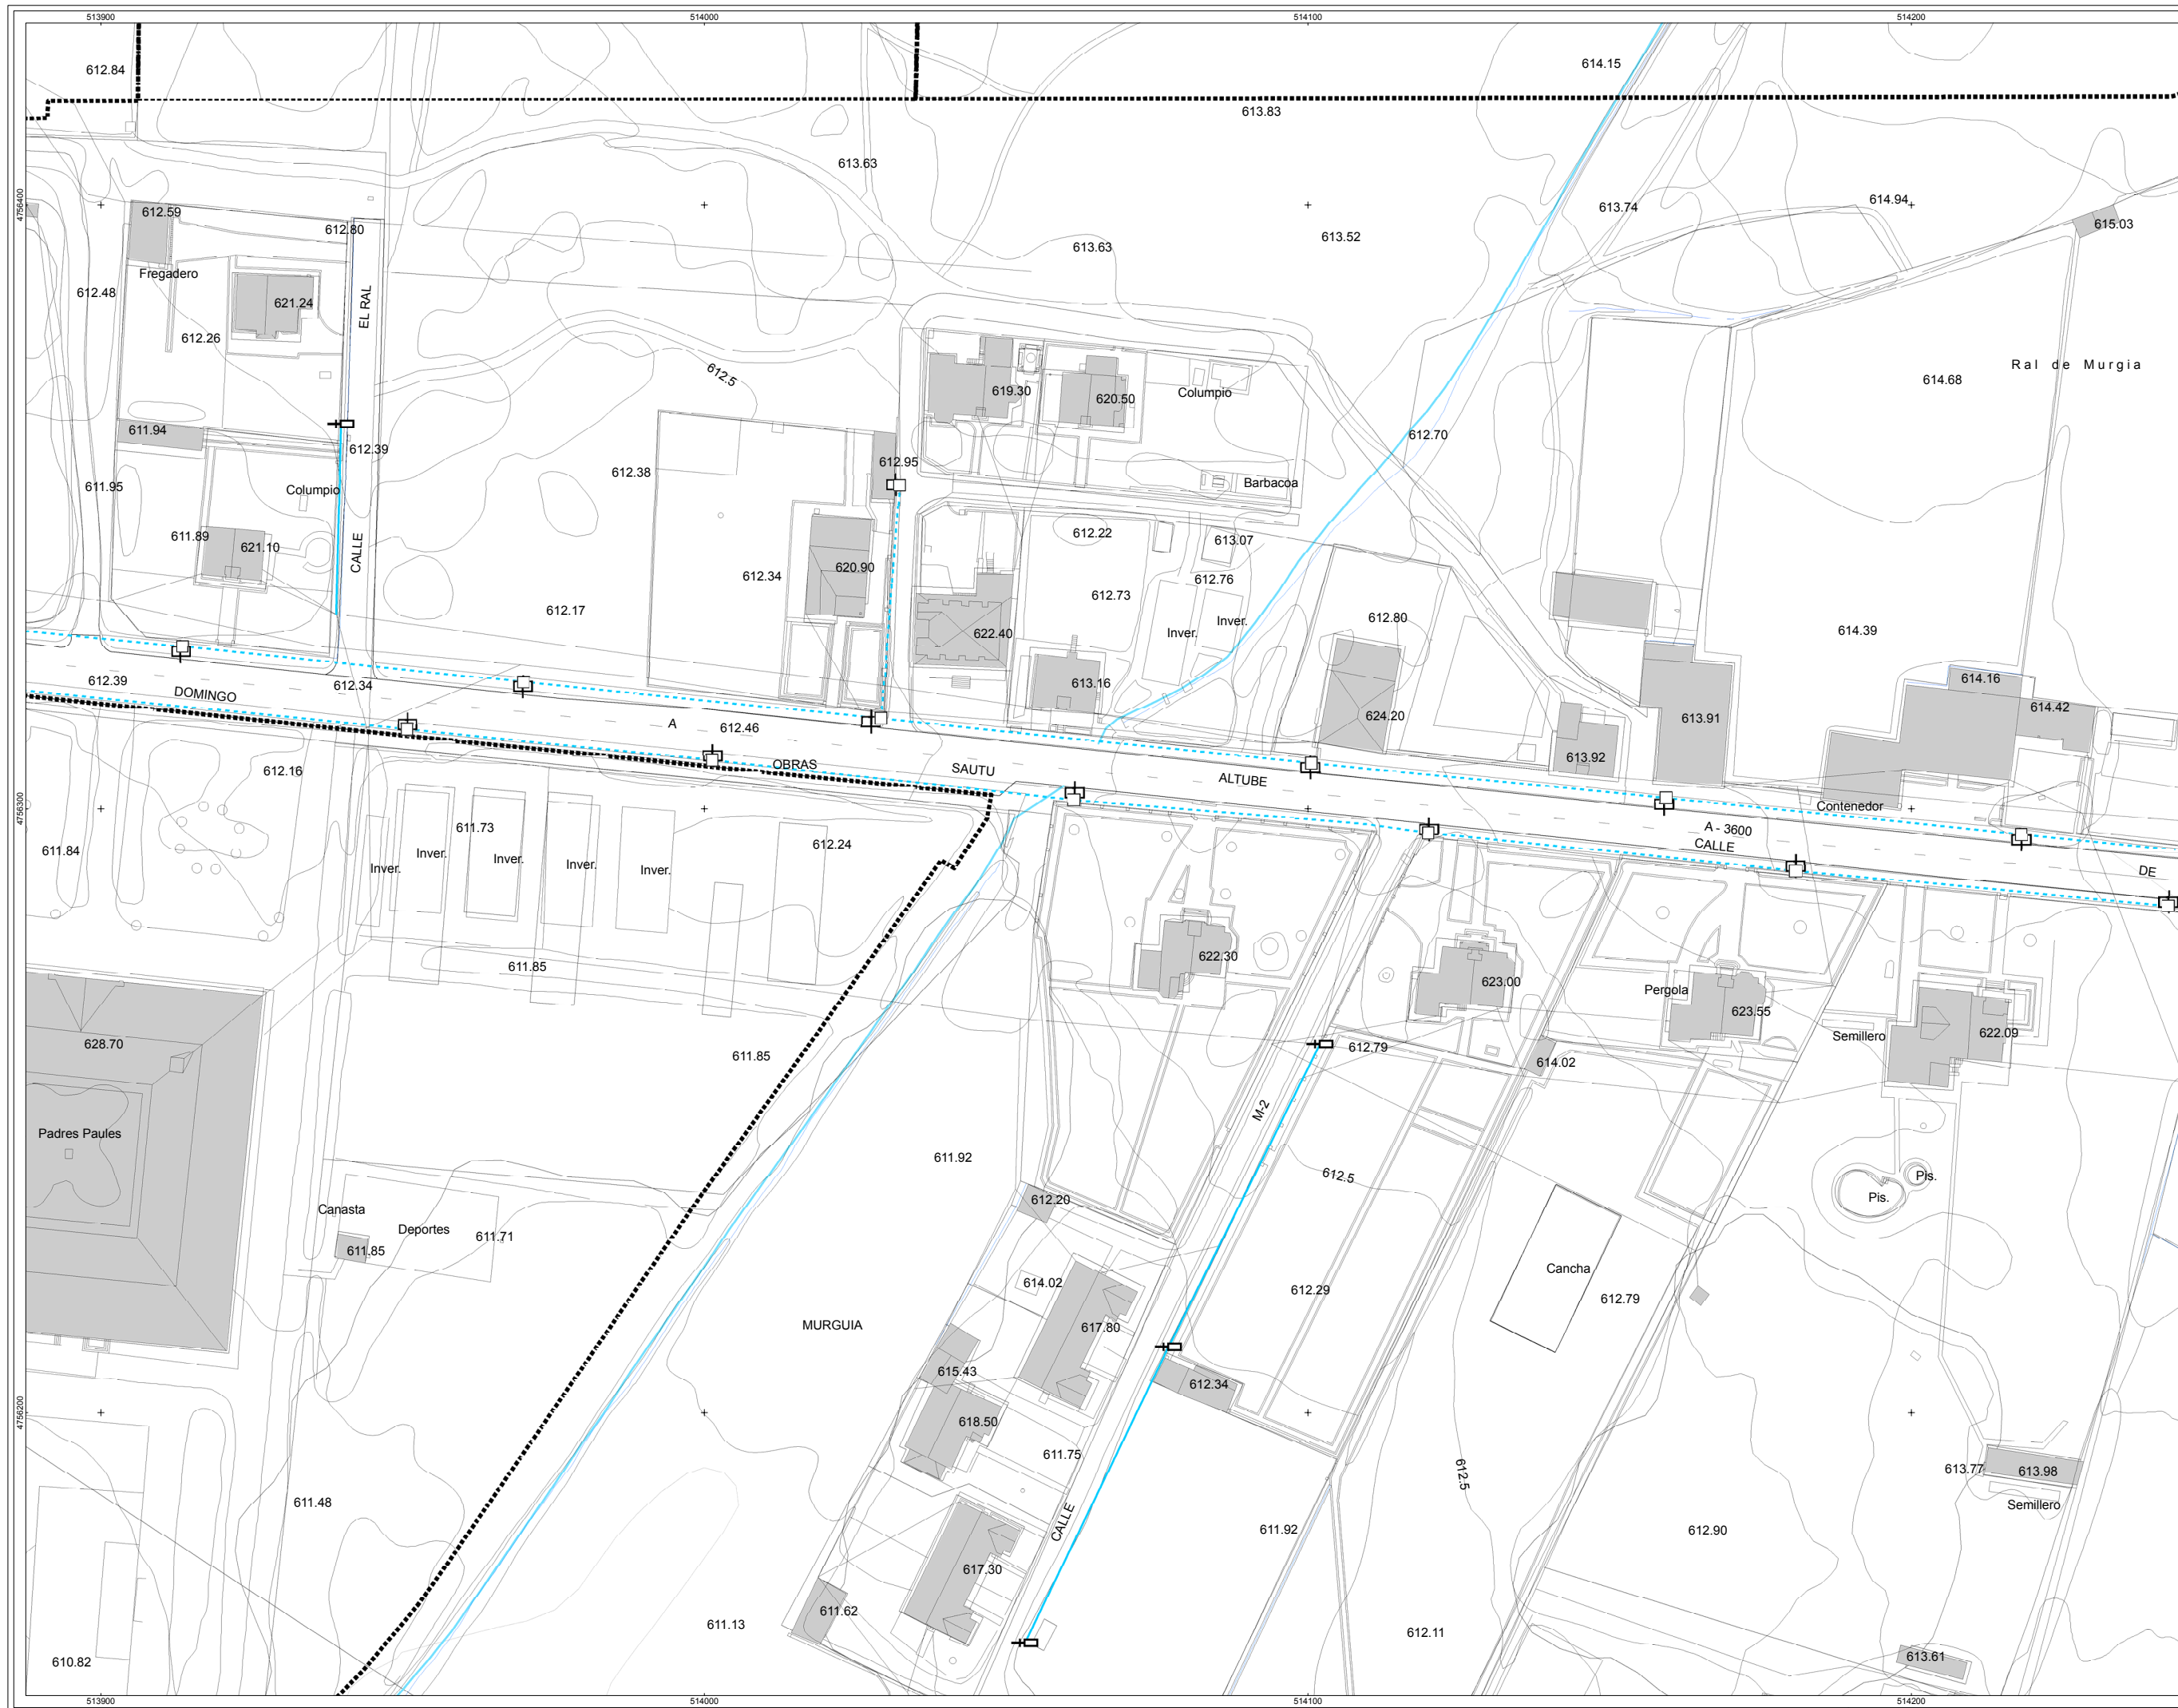 513900
514000
514100
514200
612.84
614.15
613.83
613.63
4756400
612.59
612.80
613.63
613.52
613.74
614.94
615.03
Fregadero
612.48
621.24
EL RAL
612.26
612.5
619.30
620.50
Columpio
614.68
Ral de Murgia
611.94
612.39
612.38
612.95
612.70
611.95
Columpio
Barbacoa
611.89
621.10
CALLE
612.22
613.07
612.34
620.90
612.76
612.73
612.17
622.40
Inver.
Inver.
612.80
614.39
612.39
DOMINGO
612.34
613.16
614.16
A
612.46
624.20
613.91
614.42
612.16
OBRAS
SAUTU
ALTUBE
613.92
4756300
Contenedor
611.84
611.73
612.24
A - 3600
CALLE
DE
Inver.
Inver.
Inver.
Inver.
Inver.
611.85
622.30
623.00
Pergola
623.55
628.70
611.85
612.79
614.02
Semillero
622.09
M-2
Padres Paules
611.92
612.5
Pis.
Pis.
Canasta
Deportes
611.71
612.20
611.85
614.02
612.29
Cancha
612.79
MURGUIA
617.80
615.43
612.34
4756200
618.50
611.75
612.5
613.77
613.98
611.48
CALLE
611.92
612.90
Semillero
617.30
611.62
611.13
612.11
610.82
613.61
513900
514000
514100
514200